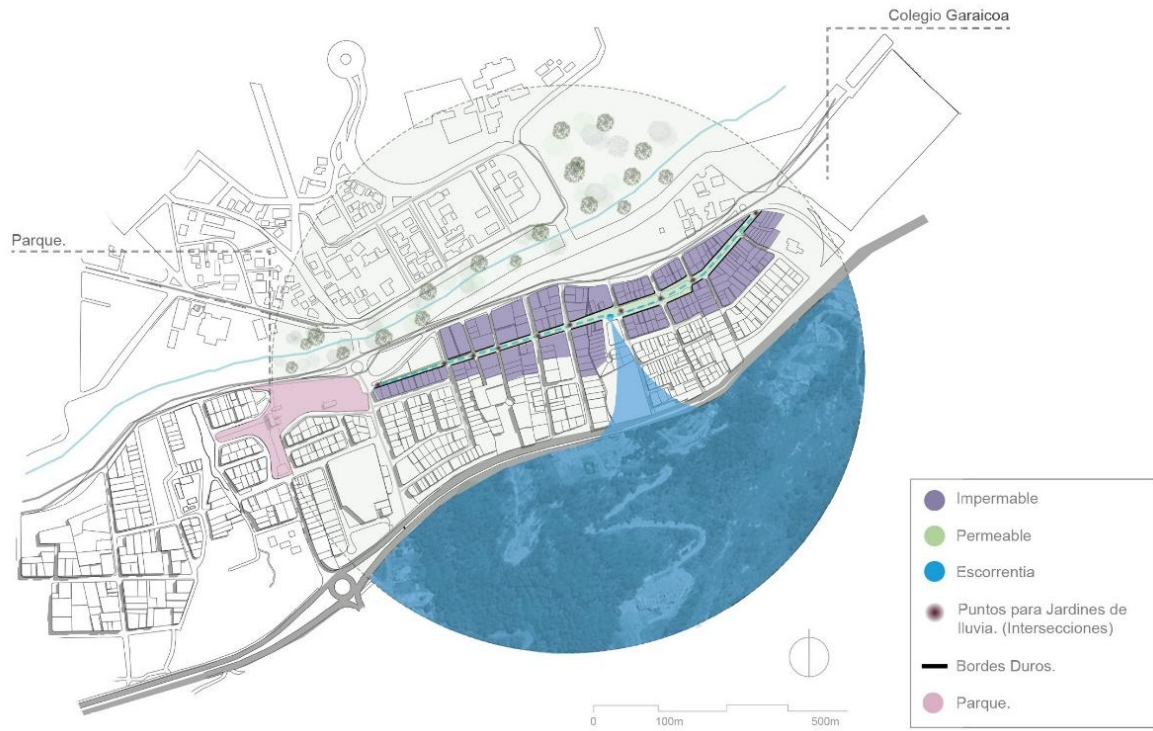 Colegio Garaicoa
Parque.
Impermable
Permeable
Escorrentia
Puntos para Jardines de
lluvia. (Intersecciones)
Bordes Duros.
Parque.
0 100m 500m